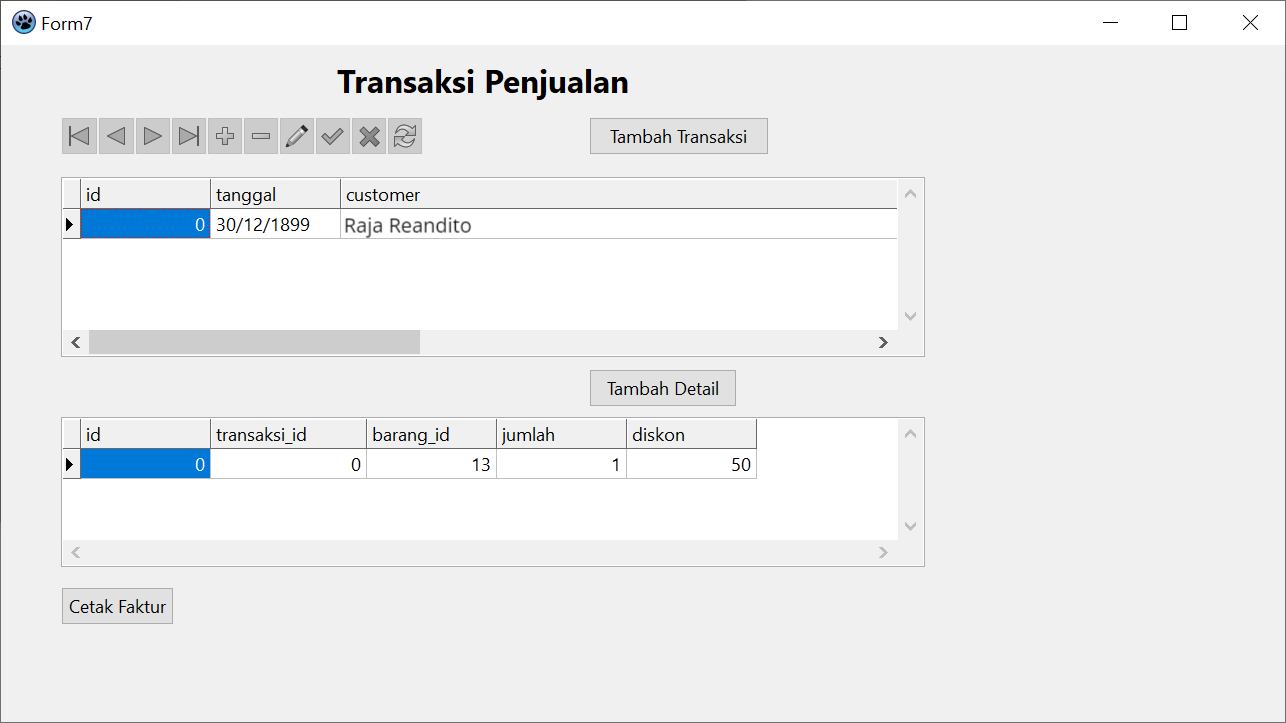 Form7
Transaksi Penjualan
Tambah Transaksi
id tanggal customer
0 30/12/1899 Raja Reandito
Tambah Detail
id transaksi_id barang_id jumlah diskon
0 0 13 1 50
Cetak Faktur